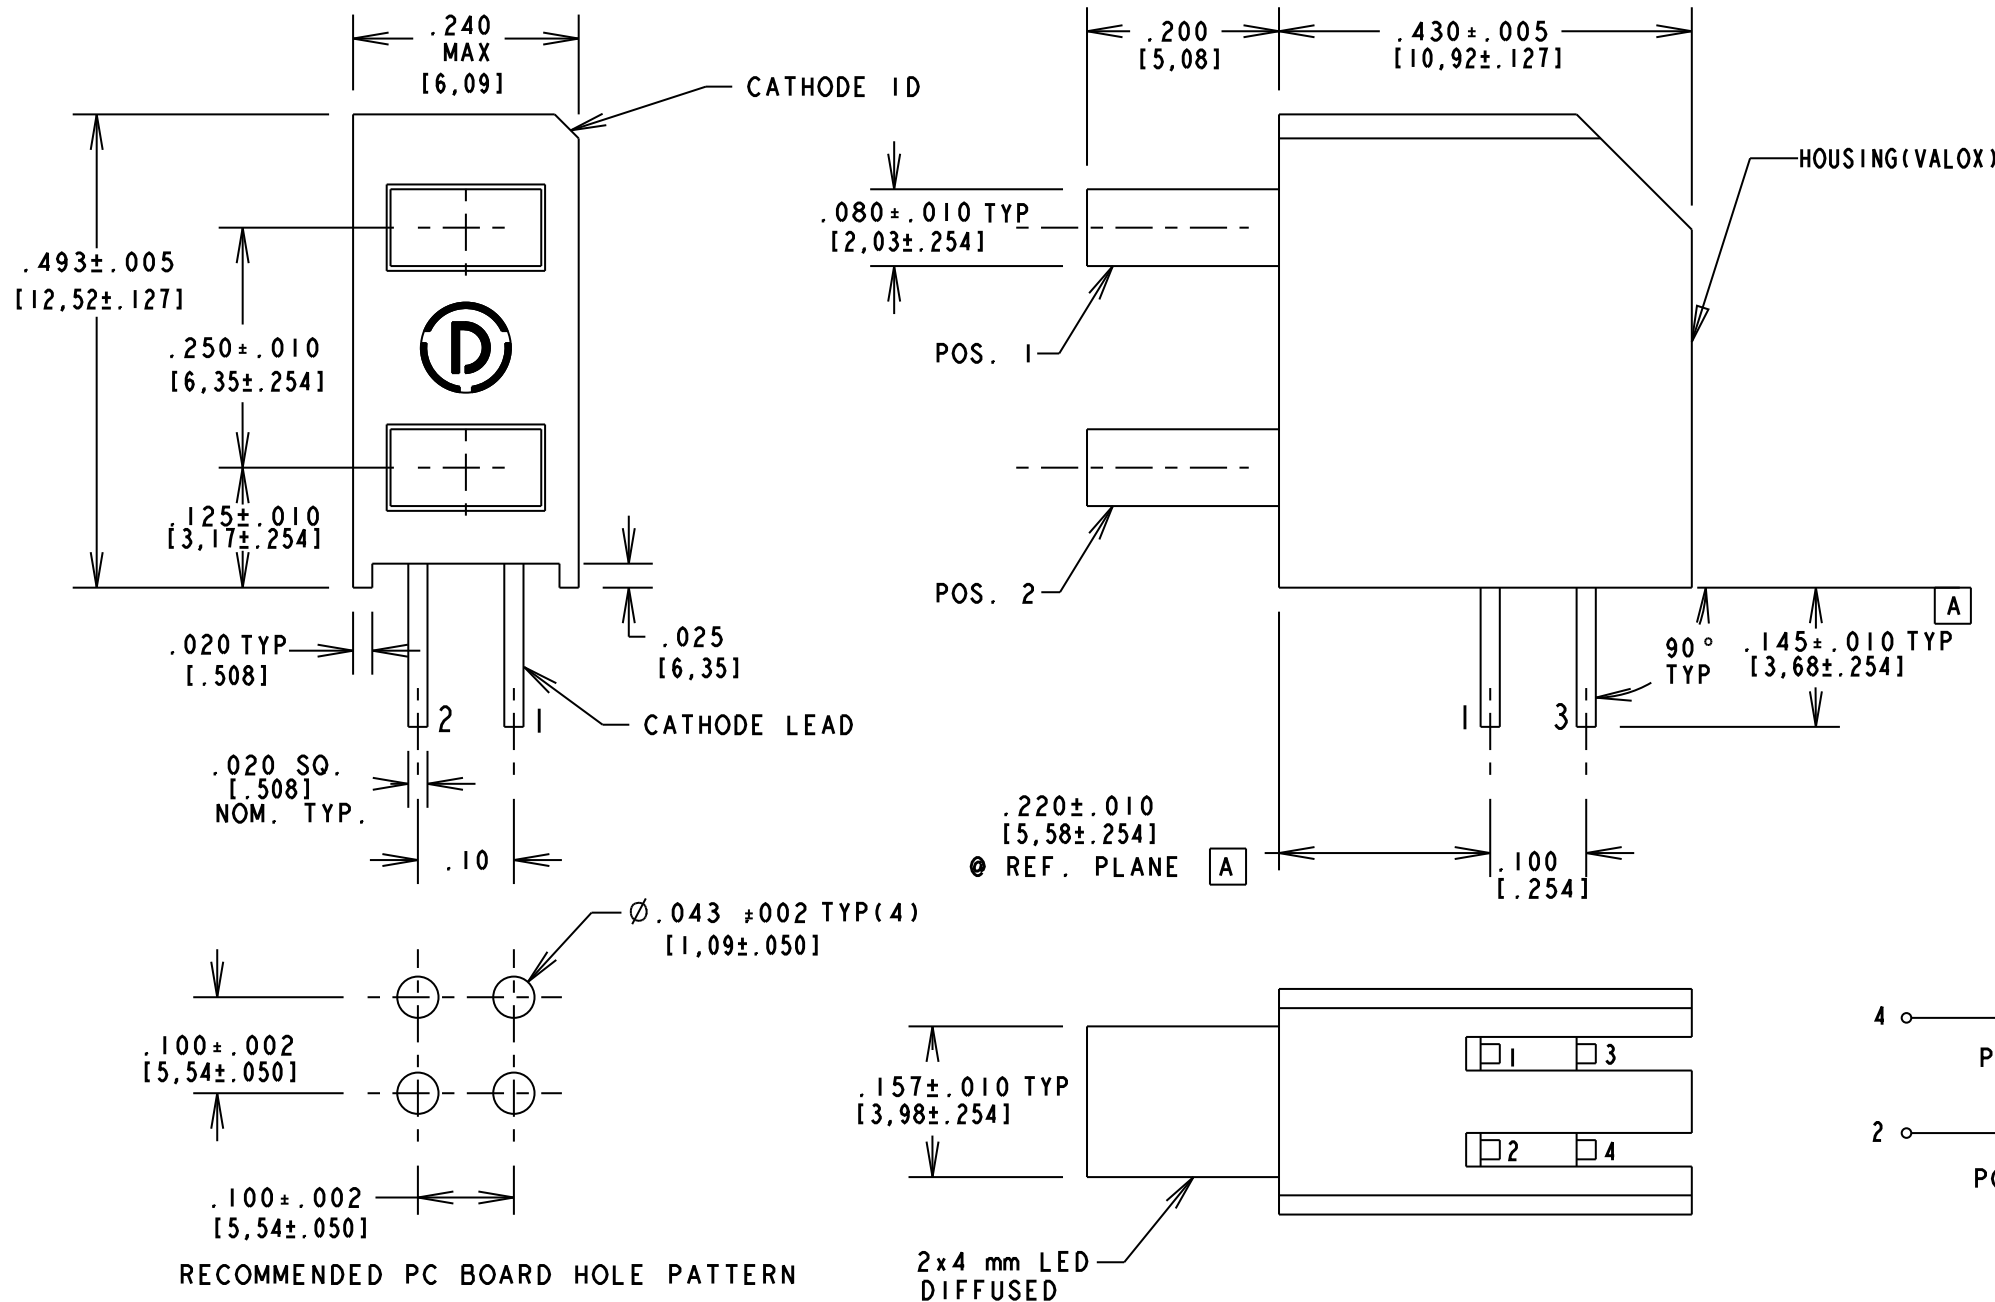 .240
MAX
[6,09]
CATHODE ID
.200
[5,08]
.430±.005
[10,92±.127]
HOUSING(VALOX)
.080±.010 TYP
[2,03±.254]
.493±.005
[12,52±.127]
.250±.010
[6,35±.254]
D
POS. 1
.125±.010
[3,17±.254]
POS. 2
A
.020 TYP
[.508]
.025
[6,35]
90°
TYP
.145±.010 TYP
[3,68±.254]
2
1
CATHODE LEAD
1
3
.020 SQ.
[.508]
NOM. TYP.
.10
.220±.010
[5,58±.254]
@ REF. PLANE A
.100
[.254]
Ø.043 ±002 TYP(4)
[1,09±.050]
.100±.002
[5,54±.050]
.157±.010 TYP
[3,98±.254]
1
3
2
4
4
P
2
PO
.100±.002
[5,54±.050]
2x4 mm LED
DIFFUSED
RECOMMENDED PC BOARD HOLE PATTERN